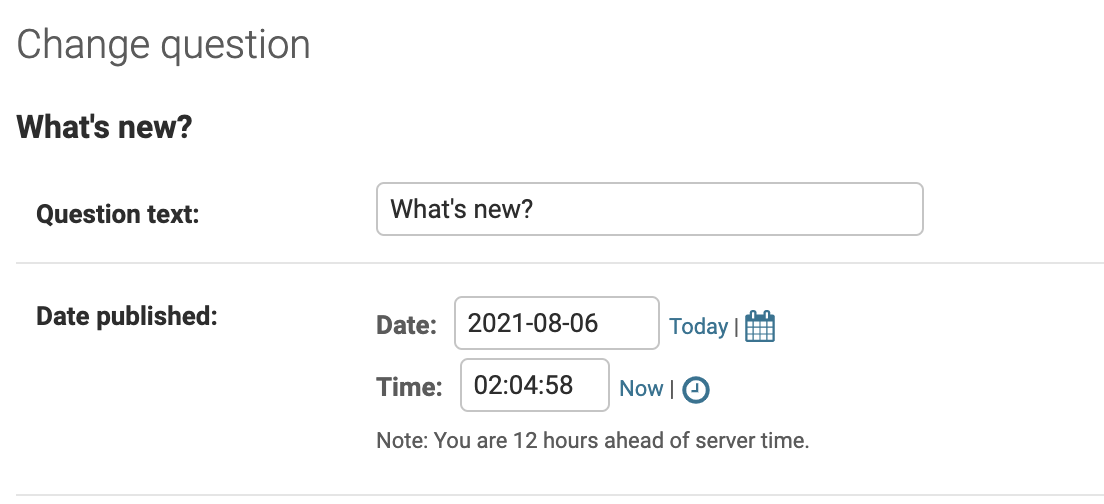 Change question
What's new?
Question text: What's new?
Date published: Date: 2021-08-06 Today |
Time: 02:04:58 Now |
Note: You are 12 hours ahead of server time.